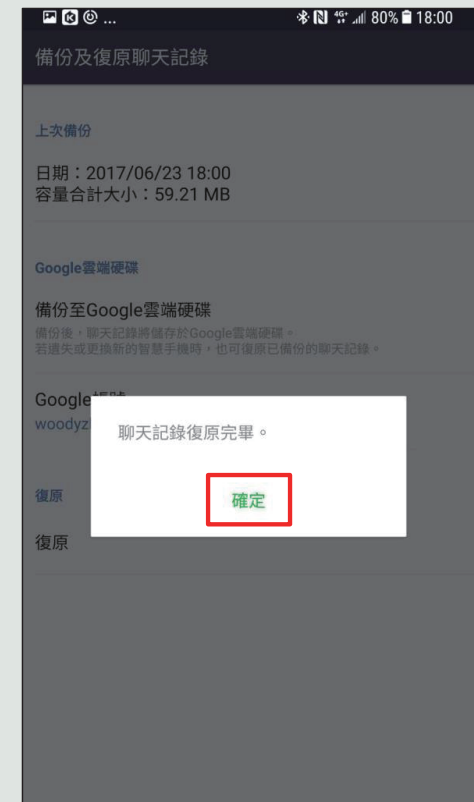 ... 4G+ 80% 18:00
備份及復原聊天記錄
上次備份
日期：2017/06/23 18:00
容量合計大小：59.21 MB
Google雲端硬碟
備份至Google雲端硬碟
備份後，聊天記錄將儲存於Google雲端硬碟。
若遺失或更換新的智慧手機時，也可復原已備份的聊天記錄。
Google
woodyz
聊天記錄復原完畢。
確定
復原
復原